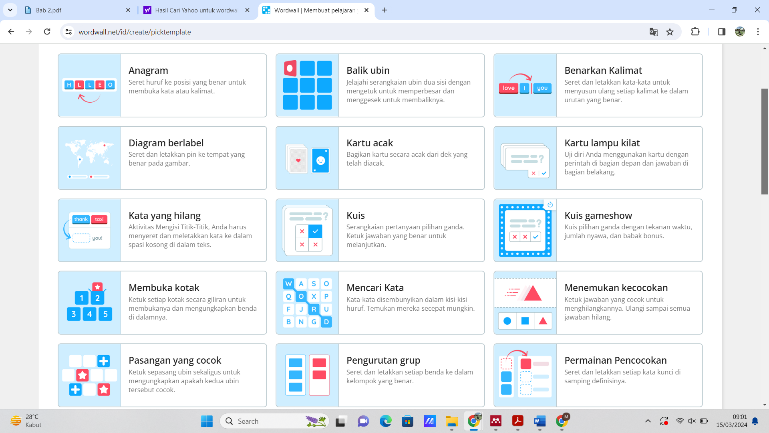 Bab 2.pdf
Hasil Cari Yahoo untuk wordwa
Wordwall | Membuat pelajaran
wordwall.net/id/create/picktemplate
H L L E O
Anagram
Seret huruf ke posisi yang benar untuk
membuka kata atau kalimat.
Balik ubin
Jelajahi serangkaian ubin dua sisi dengan
mengetuk untuk memperbesar dan
menggesek untuk membaliknya.
love I you
Benarkan Kalimat
Seret dan letakkan kata-kata untuk
menyusun ulang setiap kalimat ke dalam
urutan yang benar.
Diagram berlabel
Seret dan letakkan pin ke tempat yang
benar pada gambar.
Kartu acak
Bagikan kartu secara acak dari dek yang
telah diacak.
?
Kartu lampu kilat
Uji diri Anda menggunakan kartu dengan
perintah di bagian depan dan jawaban di
bagian belakang.
thank taxi
you!
Kata yang hilang
Aktivitas Mengisi Titik-Titik, Anda harus
menyeret dan meletakkan kata ke dalam
spasi kosong di dalam teks.
?
Kuis
Serangkaian pertanyaan pilihan ganda.
Ketuk jawaban yang benar untuk
melanjutkan.
?
Kuis gameshow
Kuis pilihan ganda dengan tekanan waktu,
jumlah nyawa, dan babak bonus.
1 2
3 4 5
Membuka kotak
Ketuk setiap kotak secara giliran untuk
membukanya dan mengungkapkan benda
di dalamnya.
W A S O
Q O X P
F J R U
B N G D
Mencari Kata
Kata kata disembunyikan dalam kisi kisi
huruf. Temukan mereka secepat mungkin.
Menemukan kecocokan
Ketuk jawaban yang cocok untuk
menghilangkannya. Ulangi sampai semua
jawaban hilang.
Pasangan yang cocok
Ketuk sepasang ubin sekaligus untuk
mengungkapkan apakah kedua ubin
tersebut cocok.
Pengurutan grup
Seret dan letakkan setiap benda ke dalam
kelompok yang benar.
Permainan Pencocokan
Seret dan letakkan setiap kata kunci di
samping definisinya.
28°C
Kabut
Search
09:01
15/03/2024